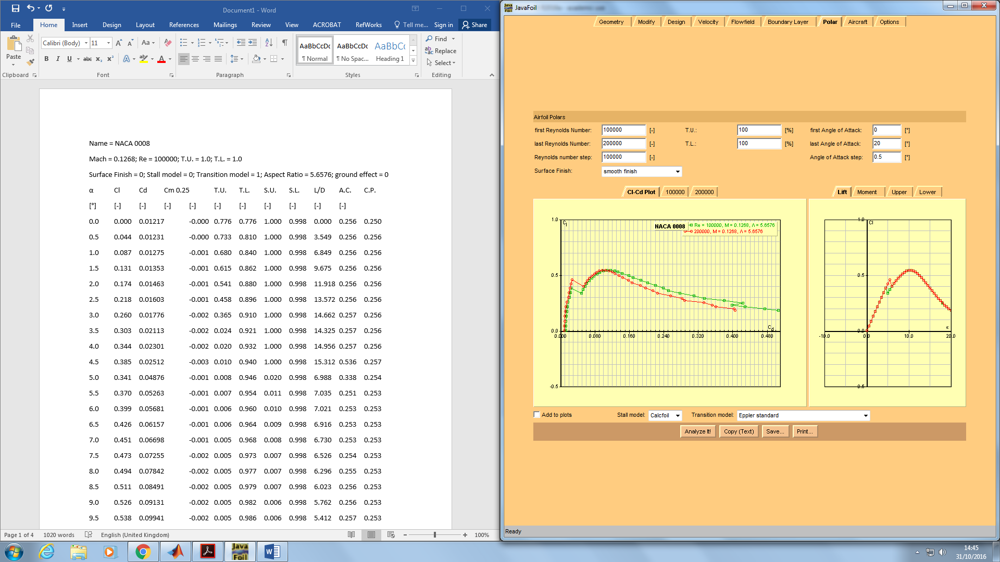 Document1 - Word
File Home Insert Design Layout References Mailings Review View ACROBAT RefWorks Tell me... Sign in Share
Paste
Calibri (Body) 11
AaBbCcDc AaBbCcDc AaBbCc
¶ Normal ¶ No Spac... Heading 1
Find
Replace
Select
Clipboard Font Paragraph Styles Editing
Name = NACA 0008
Mach = 0.1268; Re = 100000; T.U. = 1.0; T.L. = 1.0
Surface Finish = 0; Stall model = 0; Transition model = 1; Aspect Ratio = 5.6576; ground effect = 0
α Cl Cd Cm 0.25 T.U. T.L. S.U. S.L. L/D A.C. C.P.
[°] [-] [-] [-] [-] [-] [-] [-] [-] [-] [-]
0.0 0.000 0.01217 -0.000 0.776 0.776 1.000 0.998 0.000 0.256 0.250
0.5 0.044 0.01231 -0.000 0.733 0.810 1.000 0.998 3.549 0.256 0.256
1.0 0.087 0.01275 -0.001 0.680 0.840 1.000 0.998 6.849 0.256 0.256
1.5 0.131 0.01353 -0.001 0.615 0.862 1.000 0.998 9.675 0.256 0.256
2.0 0.174 0.01463 -0.001 0.541 0.880 1.000 0.998 11.918 0.256 0.256
2.5 0.218 0.01603 -0.001 0.458 0.896 1.000 0.998 13.572 0.256 0.256
3.0 0.260 0.01776 -0.002 0.365 0.910 1.000 0.998 14.662 0.257 0.256
3.5 0.303 0.02113 -0.002 0.024 0.921 1.000 0.998 14.325 0.257 0.256
4.0 0.344 0.02301 -0.002 0.020 0.932 1.000 0.998 14.956 0.257 0.256
4.5 0.385 0.02512 -0.003 0.010 0.940 1.000 0.998 15.312 0.536 0.257
5.0 0.341 0.04876 -0.001 0.008 0.946 0.020 0.998 6.988 0.338 0.254
5.5 0.370 0.05263 -0.001 0.007 0.954 0.011 0.998 7.035 0.251 0.253
6.0 0.399 0.05681 -0.001 0.006 0.960 0.010 0.998 7.021 0.253 0.253
6.5 0.426 0.06157 -0.001 0.006 0.964 0.009 0.998 6.916 0.253 0.253
7.0 0.451 0.06698 -0.001 0.005 0.968 0.008 0.998 6.730 0.253 0.253
7.5 0.473 0.07255 -0.002 0.005 0.973 0.007 0.998 6.526 0.254 0.253
8.0 0.494 0.07842 -0.002 0.005 0.977 0.007 0.998 6.296 0.255 0.253
8.5 0.511 0.08491 -0.002 0.005 0.979 0.007 0.998 6.023 0.256 0.253
9.0 0.526 0.09131 -0.002 0.005 0.982 0.006 0.998 5.762 0.256 0.253
9.5 0.538 0.09941 -0.002 0.005 0.986 0.006 0.998 5.412 0.257 0.253
Page 1 of 4 1020 words English (United Kingdom) 100%
JavaFoil
Geometry Modify Design Velocity Flowfield Boundary Layer Polar Aircraft Options
Airfoil Polars
first Reynolds Number: 100000 [-] T.U.: 100 [%] first Angle of Attack: 0 [°]
last Reynolds Number: 200000 [-] T.L.: 100 [%] last Angle of Attack: 20 [°]
Reynolds number step: 100000 [-] Angle of Attack step: 0.5 [°]
Surface Finish: smooth finish
Cl-Cd Plot 100000 200000 Lift Moment Upper Lower
NACA 0008 Re = 100000, M = 0.1268, Λ = 5.6576
200000, M = 0.1268, Λ = 5.6576
1.0 Cl
0.5
0.0 Cd
0.000 0.080 0.160 0.240 0.320 0.400 0.480
-0.5
1.0 Cl
0.5
0.0 α
-10.0 0.0 10.0 20.0
Add to plots Stall model: Calcfoil Transition model: Eppler standard
Analyze It! Copy (Text) Save... Print...
Ready
Java Foil
14:45
31/10/2016